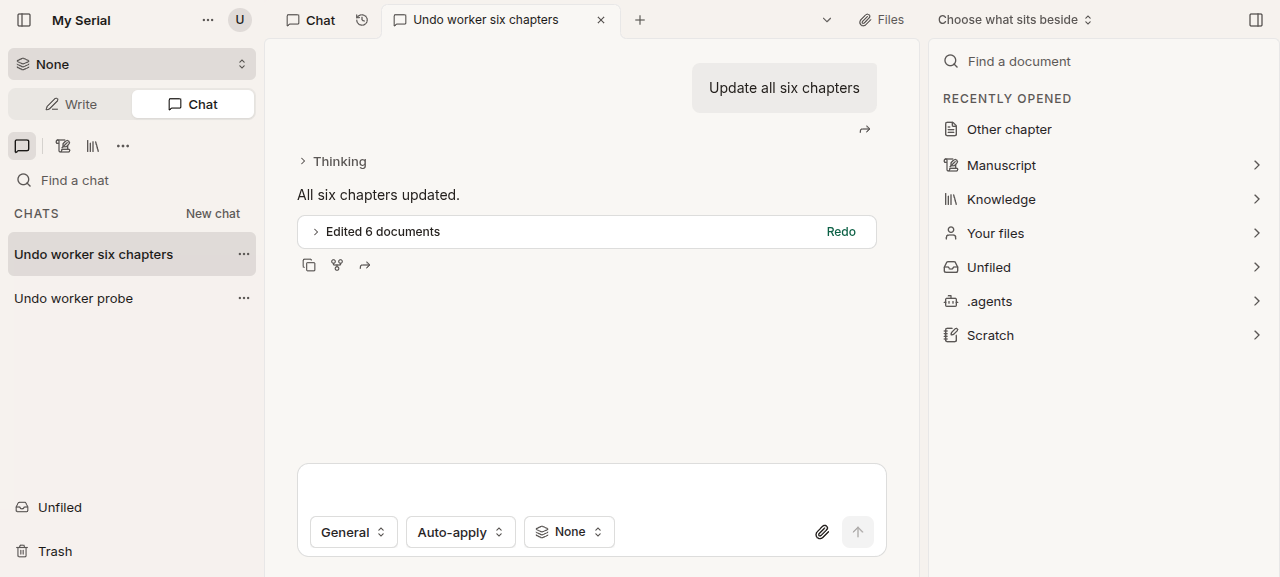 My Serial
U
None
Write
Chat
Find a chat
CHATS
New chat
Undo worker six chapters
Undo worker probe
Unfiled
Trash
Chat
Undo worker six chapters
Files
Update all six chapters
Thinking
All six chapters updated.
Edited 6 documents
Redo
General
Auto-apply
None
Choose what sits beside
Find a document
RECENTLY OPENED
Other chapter
Manuscript
Knowledge
Your files
Unfiled
.agents
Scratch